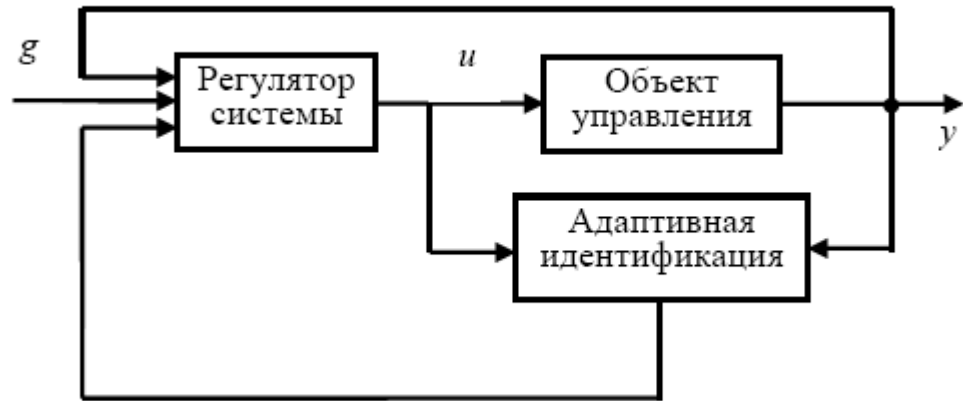 g
Регулятор
системы
u
Объект
управления
y
Адаптивная
идентификация